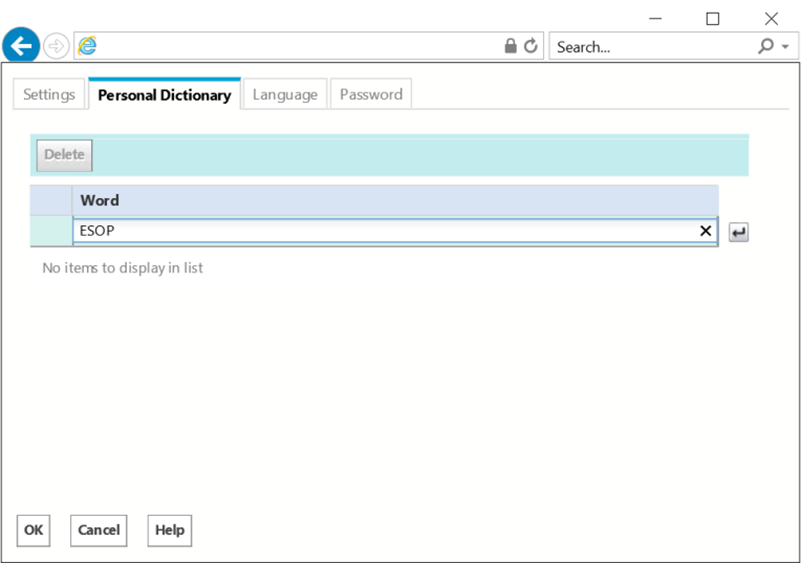 Search...
Settings Personal Dictionary Language Password
Delete
Word
ESOP
No items to display in list
OK Cancel Help